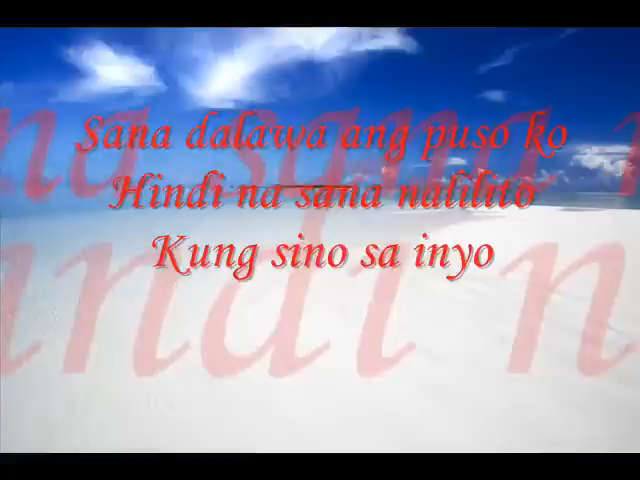 Sana dalawa ang puso ko
Hindi na sana nalilito
Kung sino sa inyo